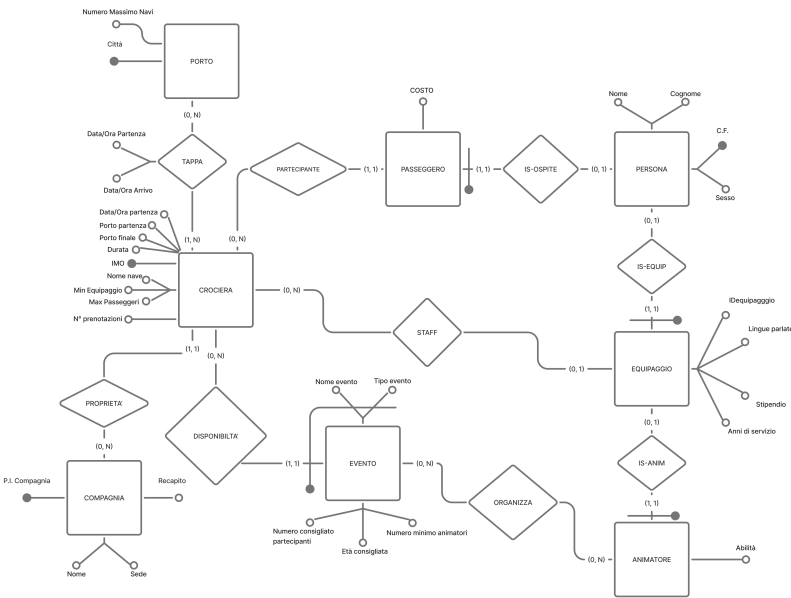 Numero Massimo Navi
Città
PORTO
(0, N)
Data/Ora Partenza
TAPPA
Data/Ora Arrivo
(1, N)
COSTO
PARTECIPANTE
(1, 1)
PASSEGGERO
(1, 1)
IS-OSPITE
(0, 1)
Nome
Cognome
C.F.
PERSONA
Sesso
(0, N)
(0, 1)
Data/Ora partenza
Porto partenza
Porto finale
Durata
IMO
Nome nave
Min Equipaggio
Max Passeggeri
N° prenotazioni
CROCIERA
(0, N)
IS-EQUIP
(1, 1)
STAFF
(0, 1)
IDequipagggio
Lingue parlate
EQUIPAGGIO
Stipendio
Anni di servizio
(1, 1)
(0, N)
PROPRIETA'
(0, N)
DISPONIBILTA'
(1, 1)
Nome evento
Tipo evento
EVENTO
(0, N)
(0, 1)
IS-ANIM
(1, 1)
P.I. Compagnia
COMPAGNIA
Recapito
Nome
Sede
Numero consigliato
partecipanti
Età consigliata
Numero minimo animatori
ORGANIZZA
(0, N)
ANIMATORE
Abilità